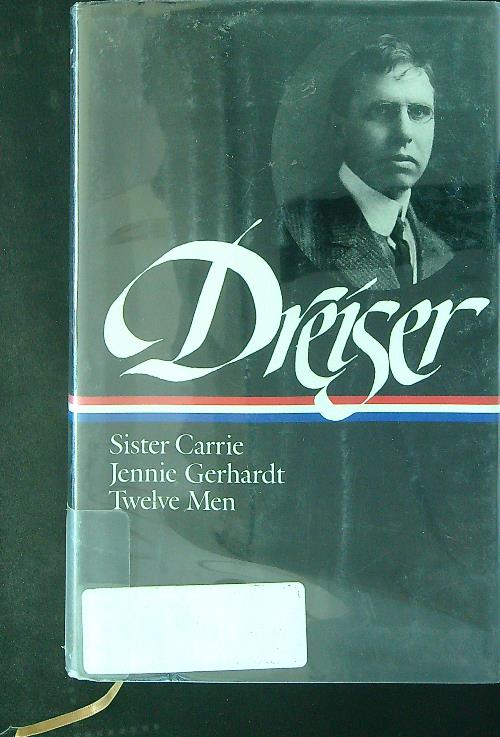 Dreiser
Sister Carrie
Jennie Gerhardt
Twelve Men